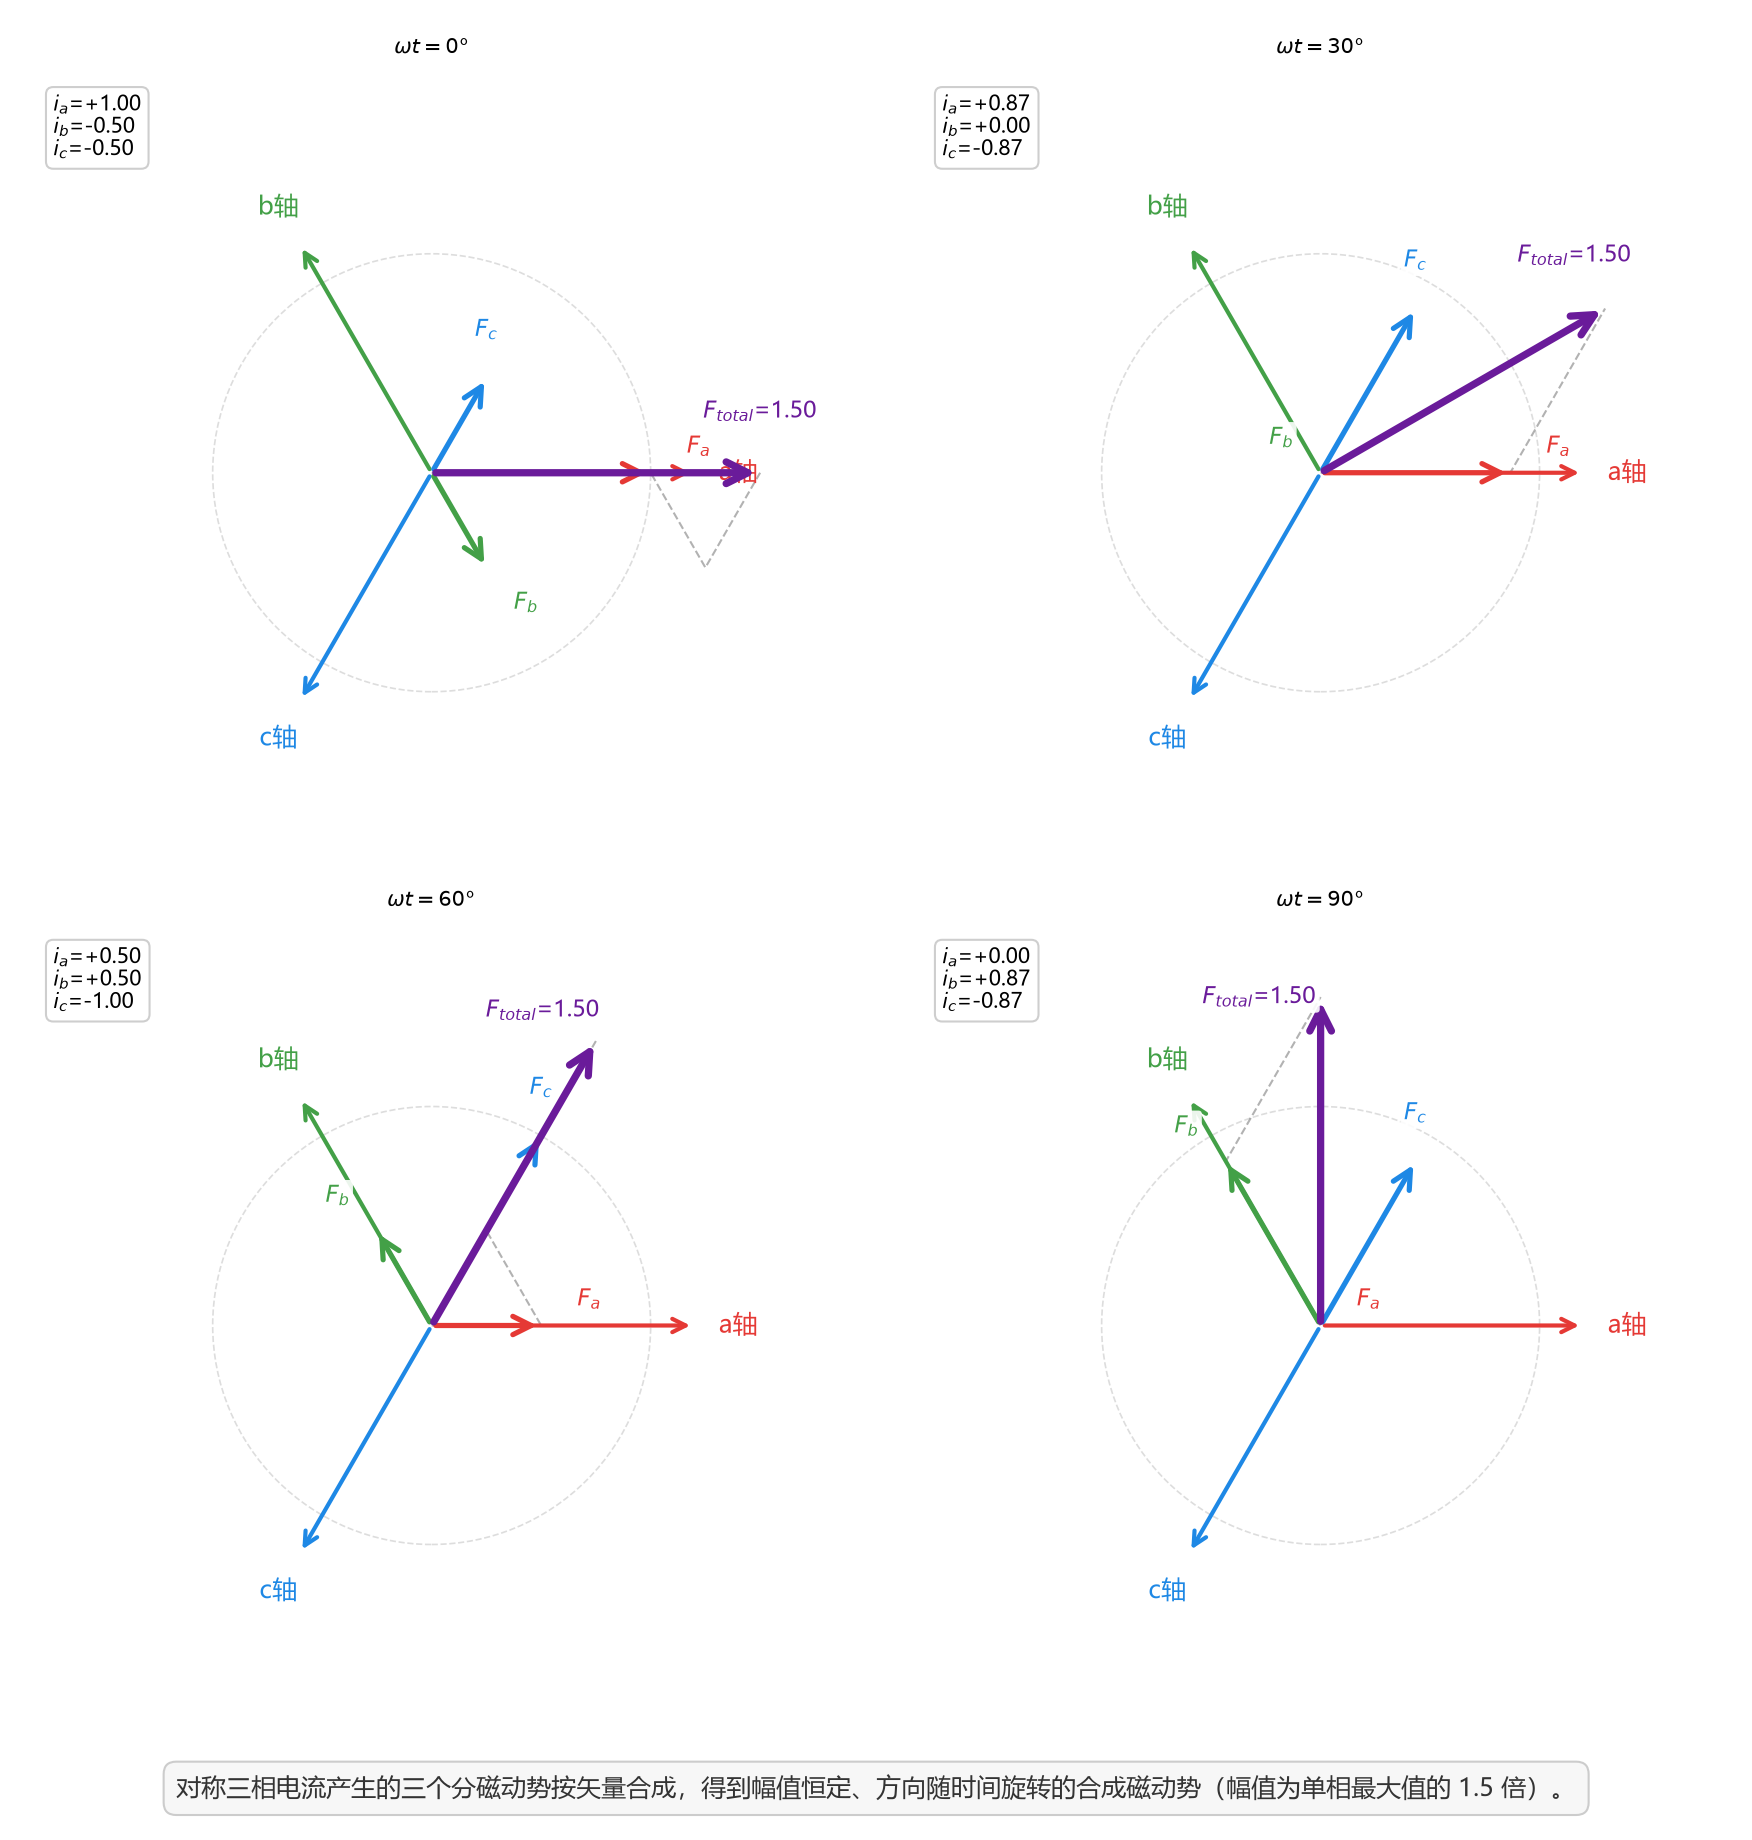 ωt = 0°
i_a=+1.00
i_b=-0.50
i_c=-0.50
b轴
F_c
F_total=1.50
F_a
a轴
F_b
c轴
ωt = 30°
i_a=+0.87
i_b=+0.00
i_c=-0.87
b轴
F_c
F_total=1.50
F_b
F_a
a轴
c轴
ωt = 60°
i_a=+0.50
i_b=+0.50
i_c=-1.00
F_total=1.50
b轴
F_c
F_b
F_a
a轴
c轴
ωt = 90°
i_a=+0.00
i_b=+0.87
i_c=-0.87
F_total=1.50
b轴
F_b
F_c
F_a
a轴
c轴
对称三相电流产生的三个分磁动势按矢量合成，得到幅值恒定、方向随时间旋转的合成磁动势（幅值为单相最大值的 1.5 倍）。